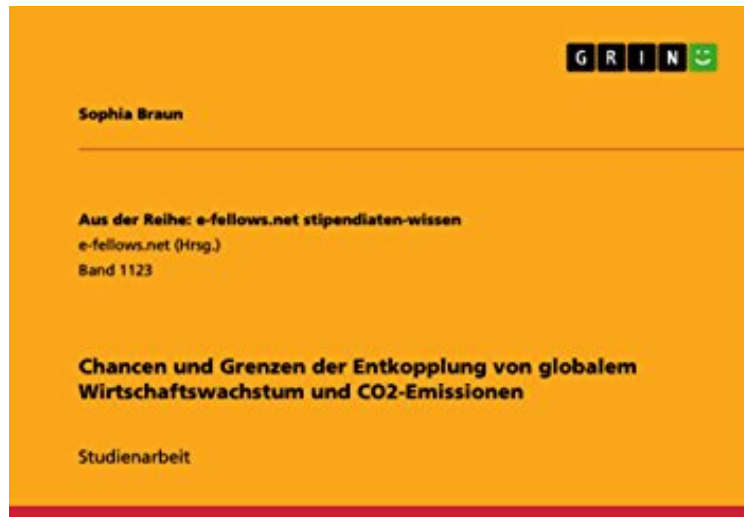 GRIN
Sophia Braun
Aus der Reihe: e-fellows.net stipendiaten-wissen
e-fellows.net (Hrsg.)
Band 1123
Chancen und Grenzen der Entkopplung von globalem
Wirtschaftswachstum und CO2-Emissionen
Studienarbeit